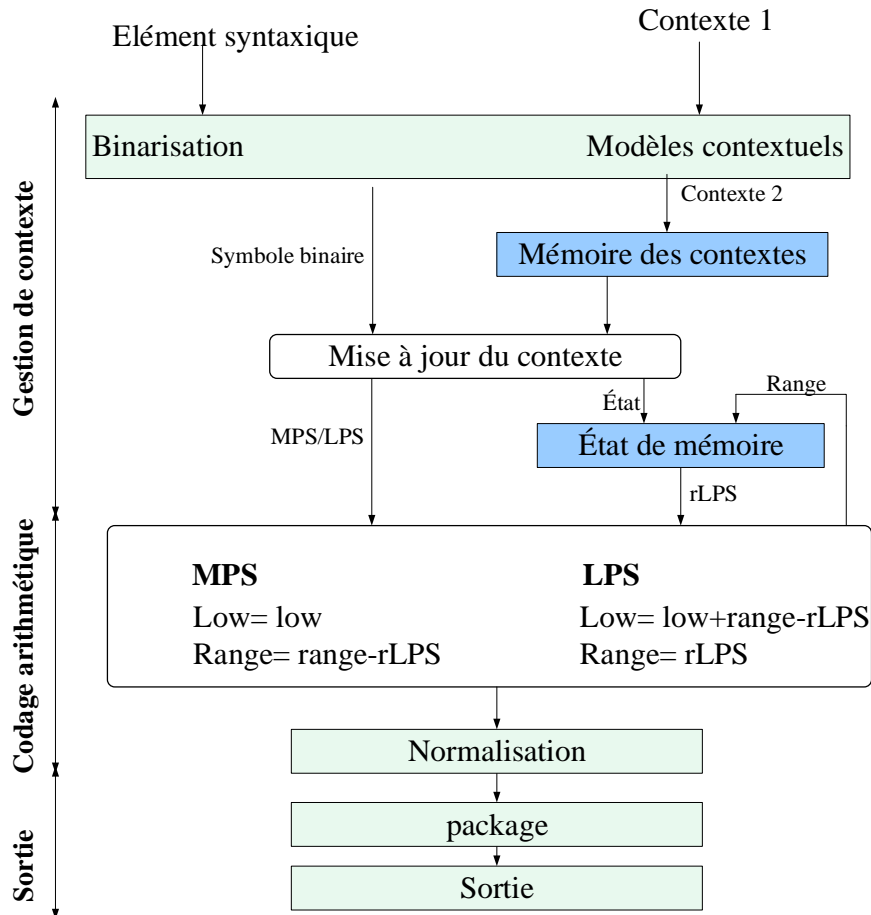 Elément syntaxique
Contexte 1
Binarisation
Modèles contextuels
Contexte 2
Symbole binaire
Mémoire des contextes
Mise à jour du contexte
État
Range
MPS/LPS
État de mémoire
rLPS
MPS
LPS
Low= low
Low= low+range-rLPS
Range= range-rLPS
Range= rLPS
Normalisation
package
Sortie
Gestion de contexte
Codage arithmétique
Sortie